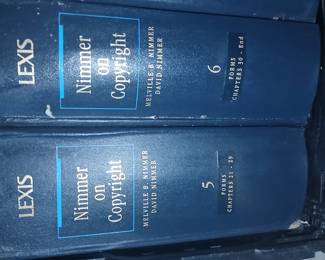 LEXIS
Nimmer
on
Copyright
MELVILLE B. NIMMER
DAVID NIMMER
6
FORMS
CHAPTERS 30 - End
LEXIS
Nimmer
on
Copyright
MELVILLE B. NIMMER
DAVID NIMMER
5
FORMS
CHAPTERS 21 - 29